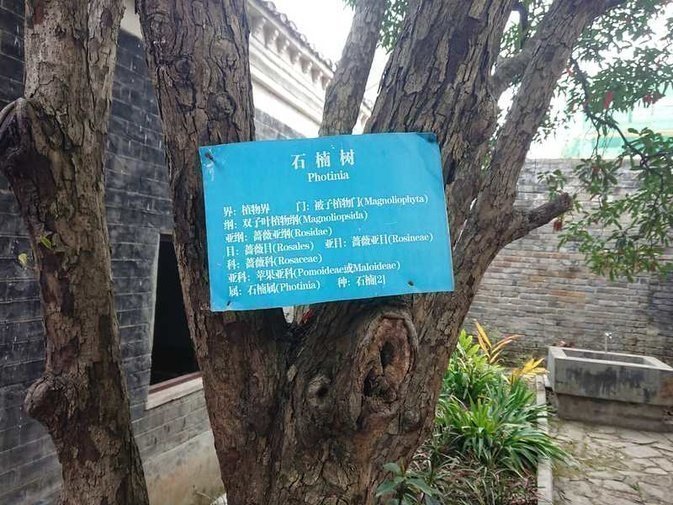 石楠树
Photinia
界：植物界 门：被子植物门(Magnoliophyta)
纲：双子叶植物纲(Magnoliopsida)
亚纲：蔷薇亚纲(Rosidae)
目：蔷薇目(Rosales) 亚目：蔷薇亚目(Rosineae)
科：蔷薇科(Rosaceae)
亚科：苹果亚科(Pomoideae或Maloideae)
属：石楠属(Photinia) 种：石楠[2]